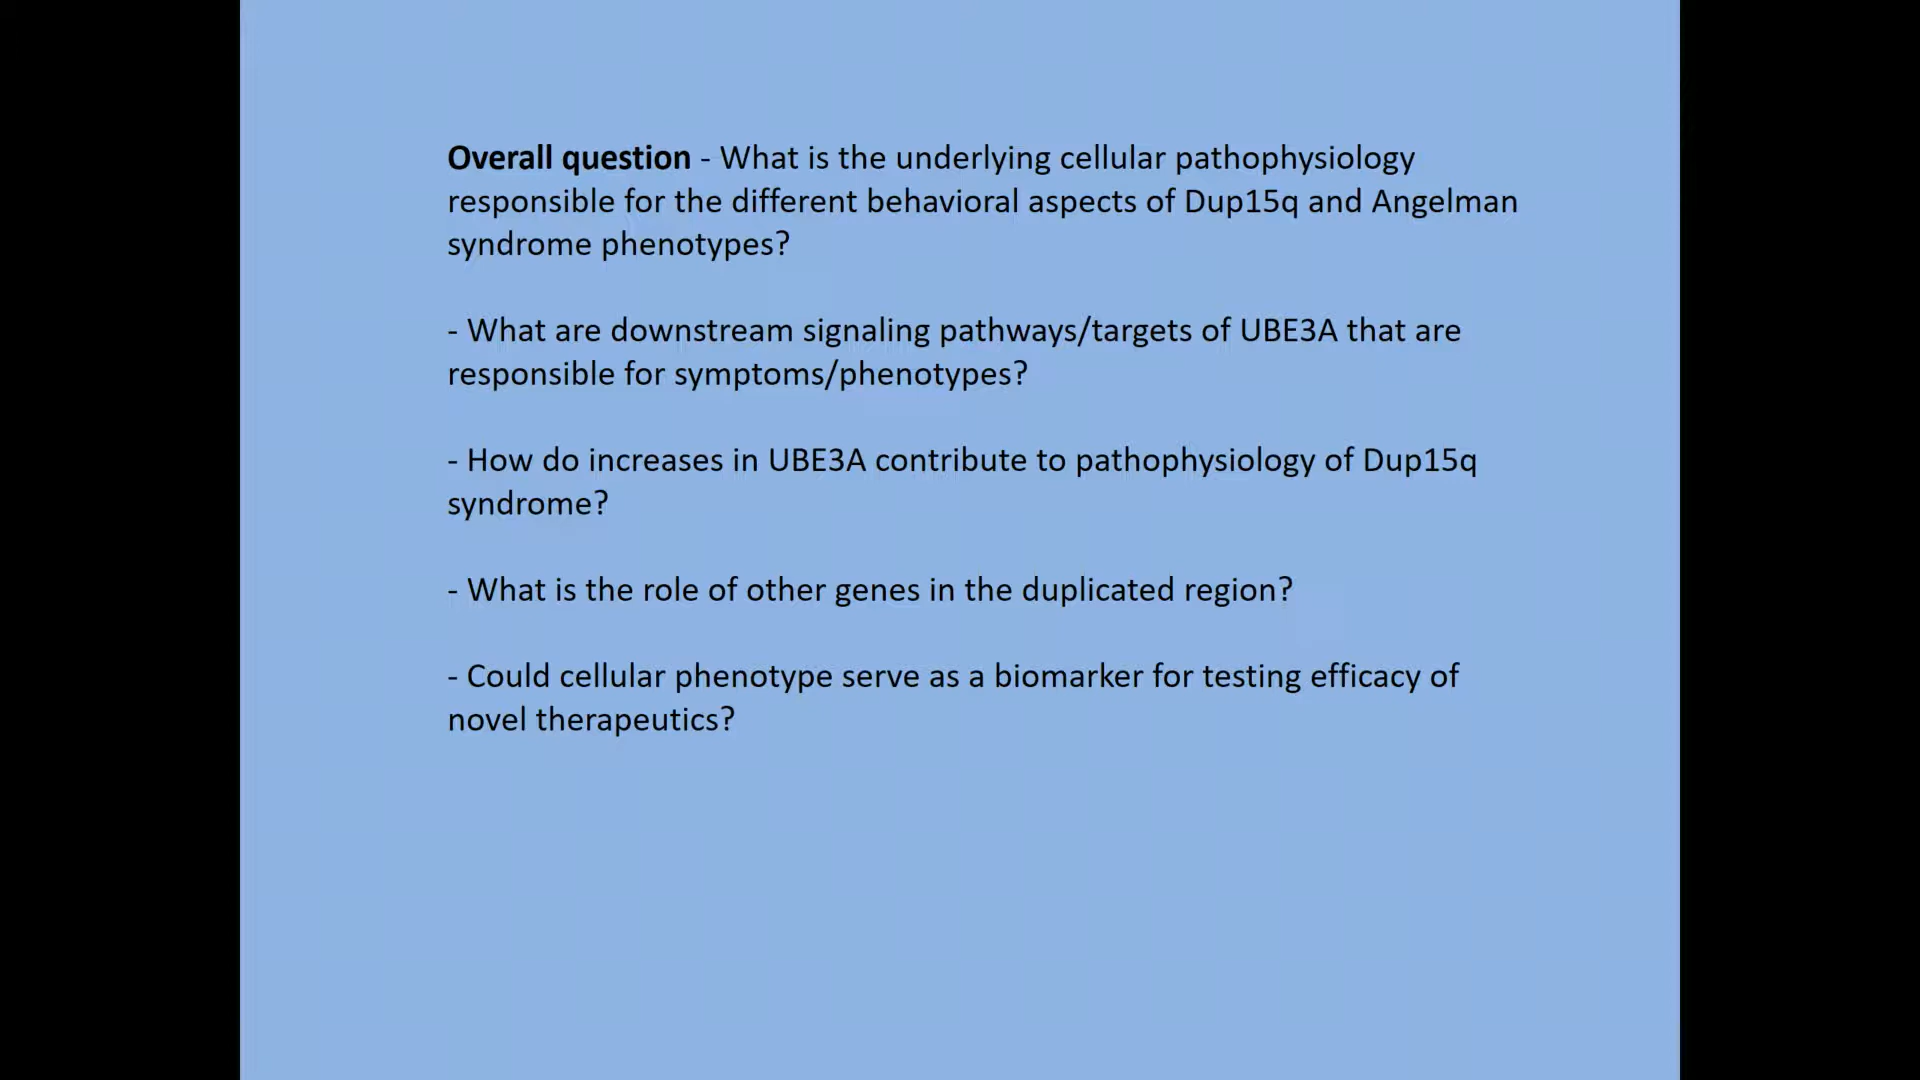 Overall question - What is the underlying cellular pathophysiology
responsible for the different behavioral aspects of Dup15q and Angelman
syndrome phenotypes?
- What are downstream signaling pathways/targets of UBE3A that are
responsible for symptoms/phenotypes?
- How do increases in UBE3A contribute to pathophysiology of Dup15q
syndrome?
- What is the role of other genes in the duplicated region?
- Could cellular phenotype serve as a biomarker for testing efficacy of
novel therapeutics?